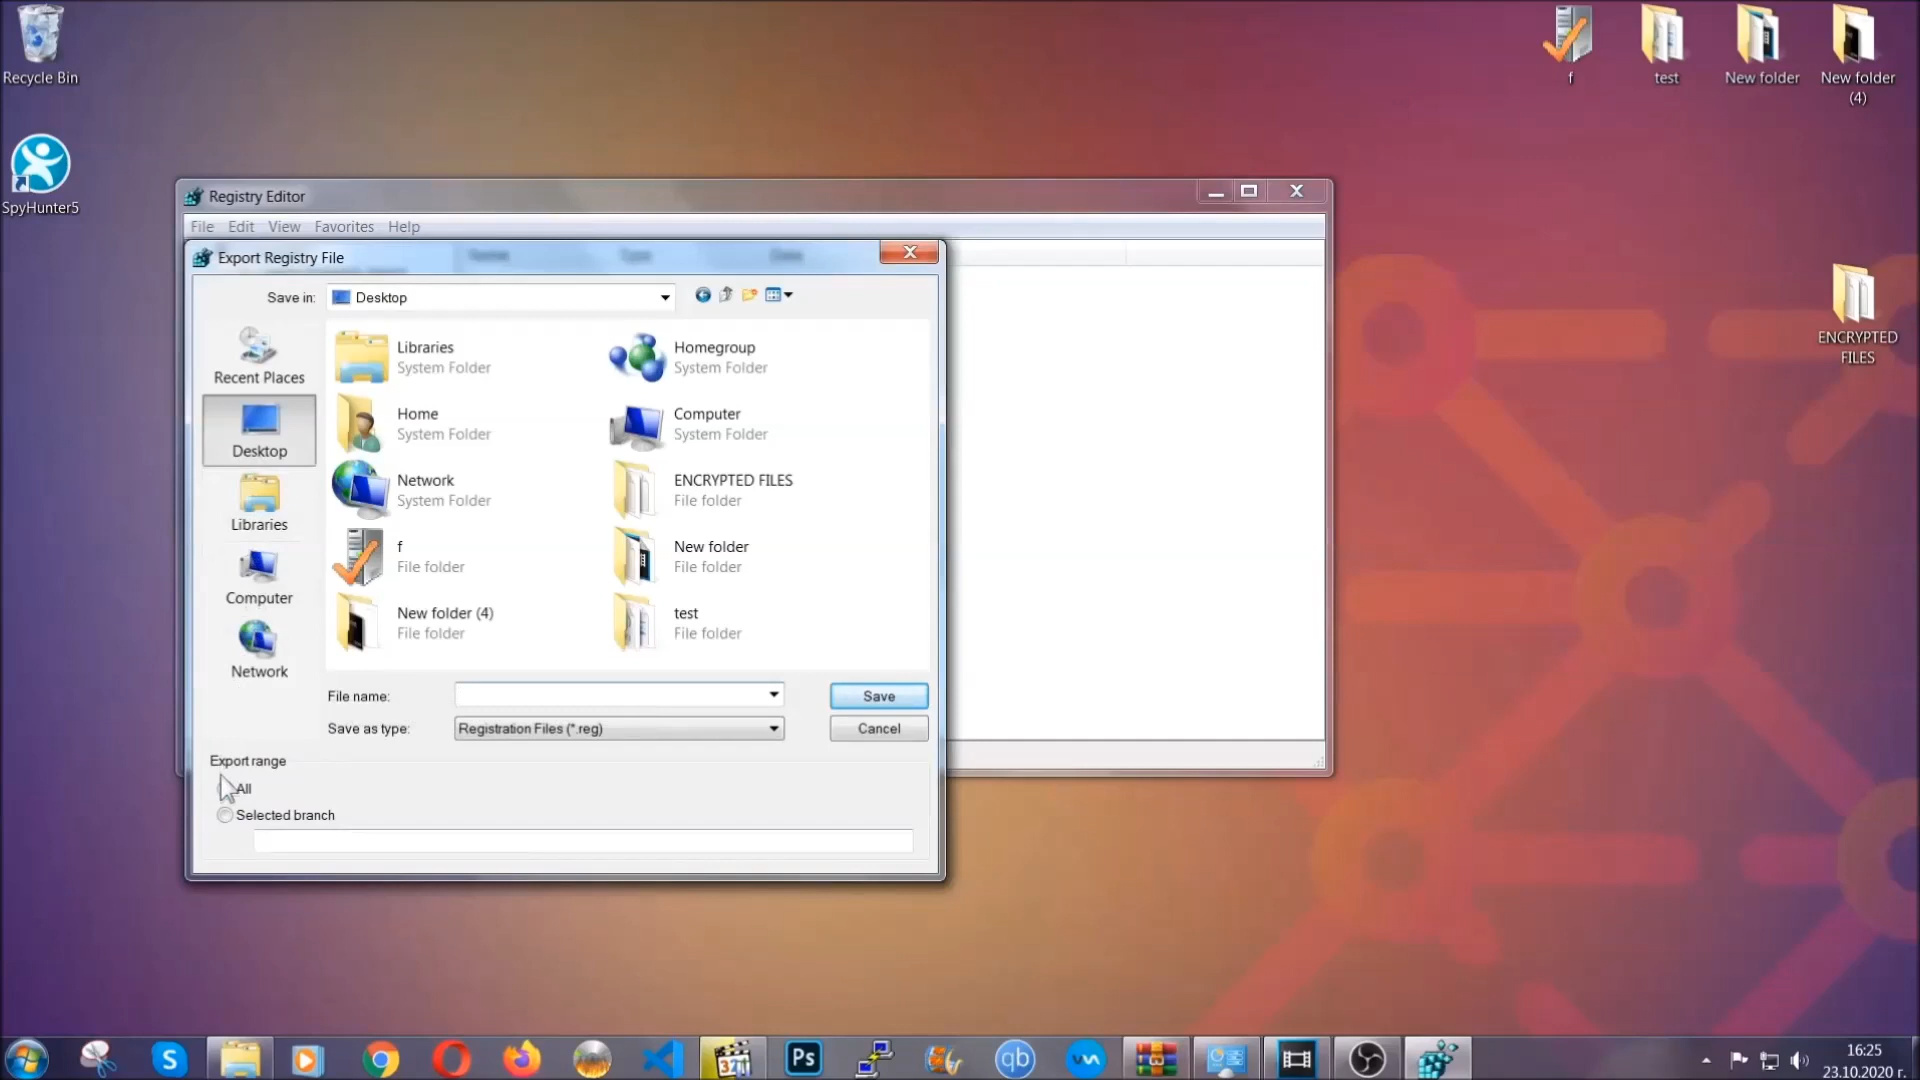 Recycle Bin
SpyHunter5
f
test
New folder
New folder
(4)
ENCRYPTED
FILES
Registry Editor
File Edit View Favorites Help
Export Registry File
Save in:
Desktop
Recent Places
Desktop
Libraries
Computer
Network
Libraries
System Folder
Homegroup
System Folder
Home
System Folder
Computer
System Folder
Network
System Folder
ENCRYPTED FILES
File folder
f
File folder
New folder
File folder
New folder (4)
File folder
test
File folder
File name:
Save
Save as type:
Registration Files (*.reg)
Cancel
Export range
All
Selected branch
S
321
Ps
qb
16:25
23.10.2020 г.